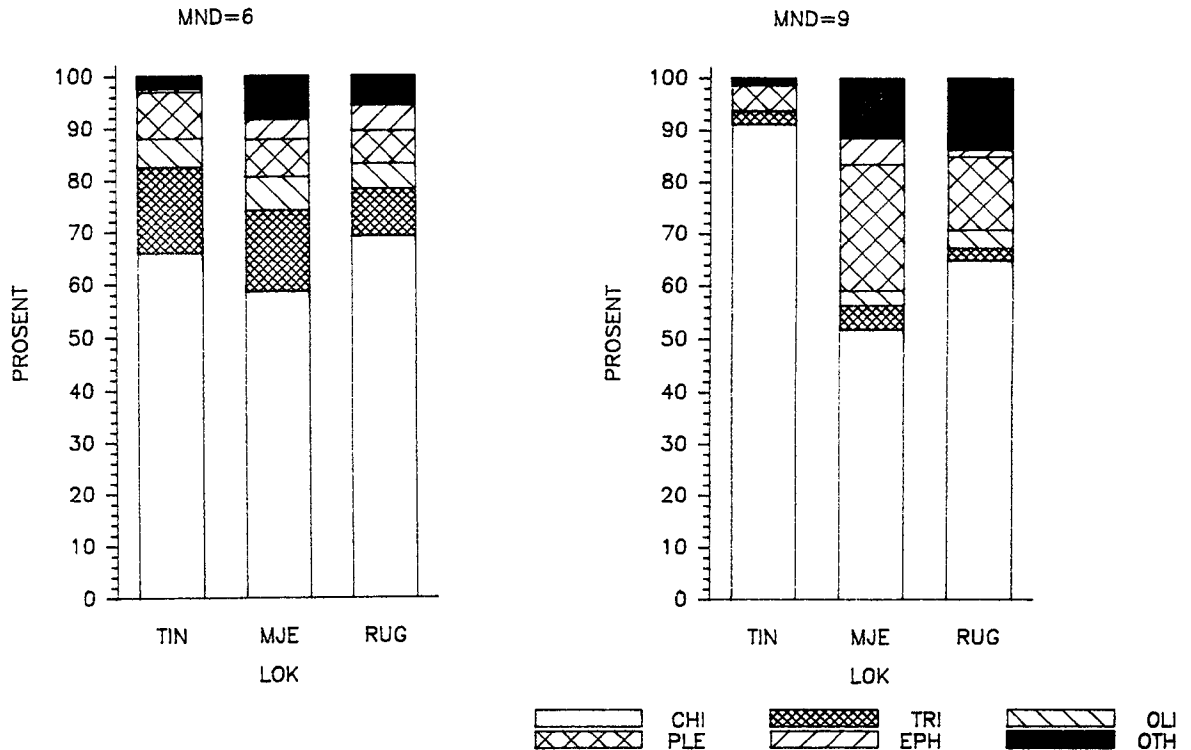 MND=6
MND=9
100
90
80
70
60
50
40
30
20
10
0
PROSENT
TIN MJE RUG
LOK
100
90
80
70
60
50
40
30
20
10
0
PROSENT
TIN MJE RUG
LOK
CHI TRI OLI
PLE EPH OTH